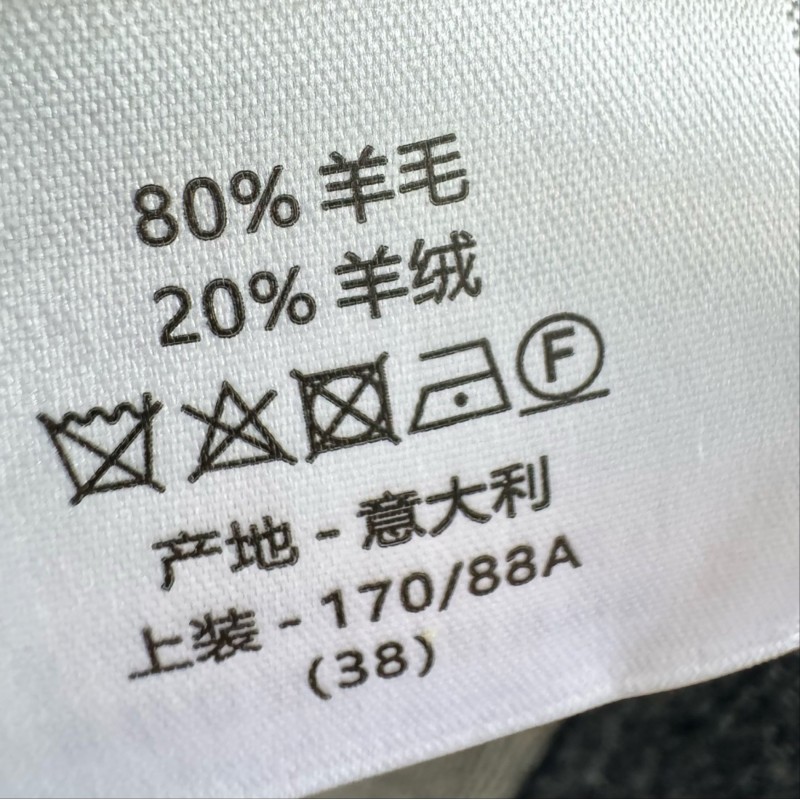 80% 羊毛
20% 羊绒
F
产地 - 意大利
上装 - 170/88A
(38)